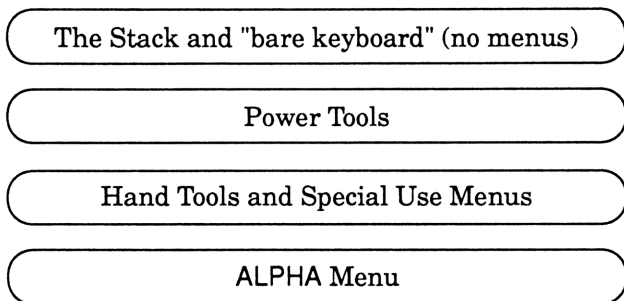 The Stack and "bare keyboard" (no menus)
Power Tools
Hand Tools and Special Use Menus
ALPHA Menu